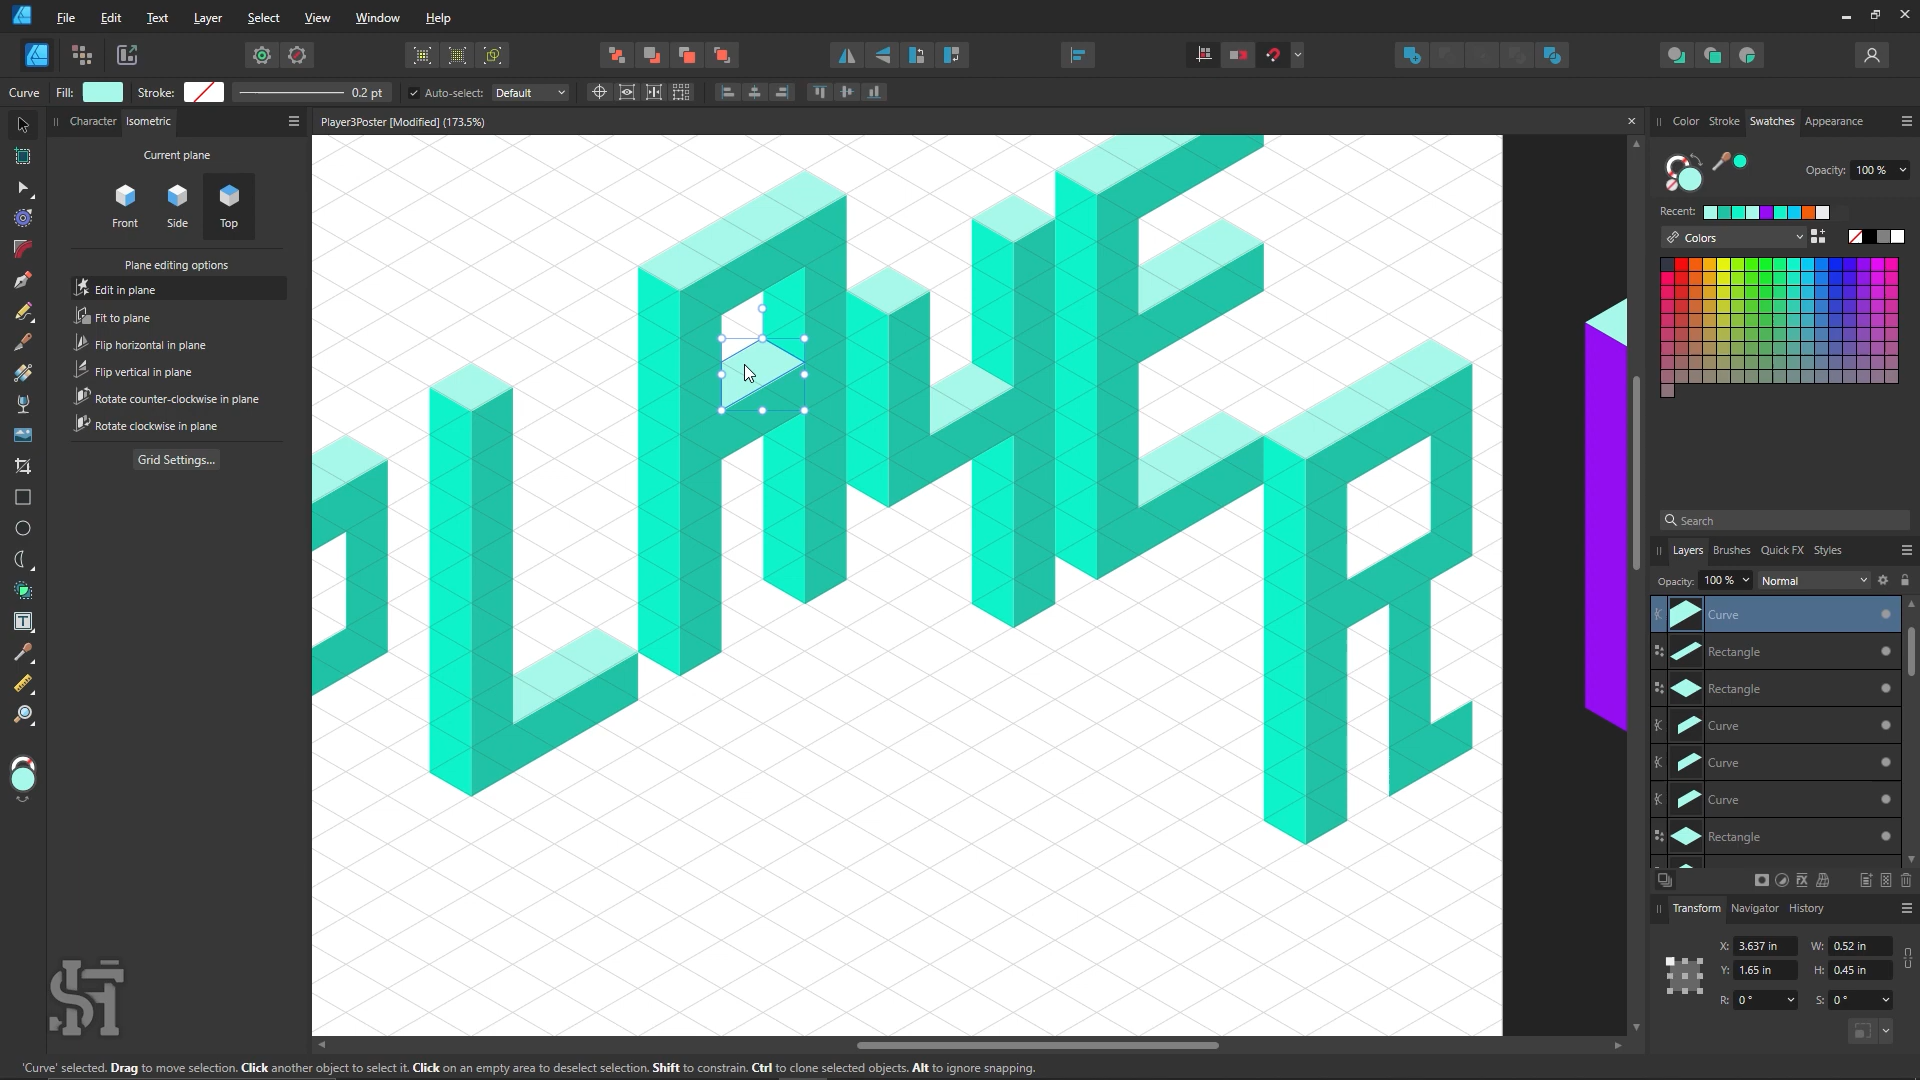 File Edit Text Layer Select View Window Help
Curve Fill: Stroke: 0.2 pt Auto-select: Default
Character Isometric
Player3Poster [Modified] (173.5%)
Color Stroke Swatches Appearance
Current plane
Front Side Top
Plane editing options
Edit in plane
Fit to plane
Flip horizontal in plane
Flip vertical in plane
Rotate counter-clockwise in plane
Rotate clockwise in plane
Grid Settings...
Opacity: 100 %
Recent:
Colors
Search
Layers Brushes Quick FX Styles
Opacity: 100 % Normal
Curve
Rectangle
Rectangle
Curve
Curve
Curve
Rectangle
Transform Navigator History
X: 3.637 in W: 0.52 in
Y: 1.65 in H: 0.45 in
R: 0 ° S: 0 °
'Curve' selected. Drag to move selection. Click another object to select it. Click on an empty area to deselect selection. Shift to constrain. Ctrl to clone selected objects. Alt to ignore snapping.